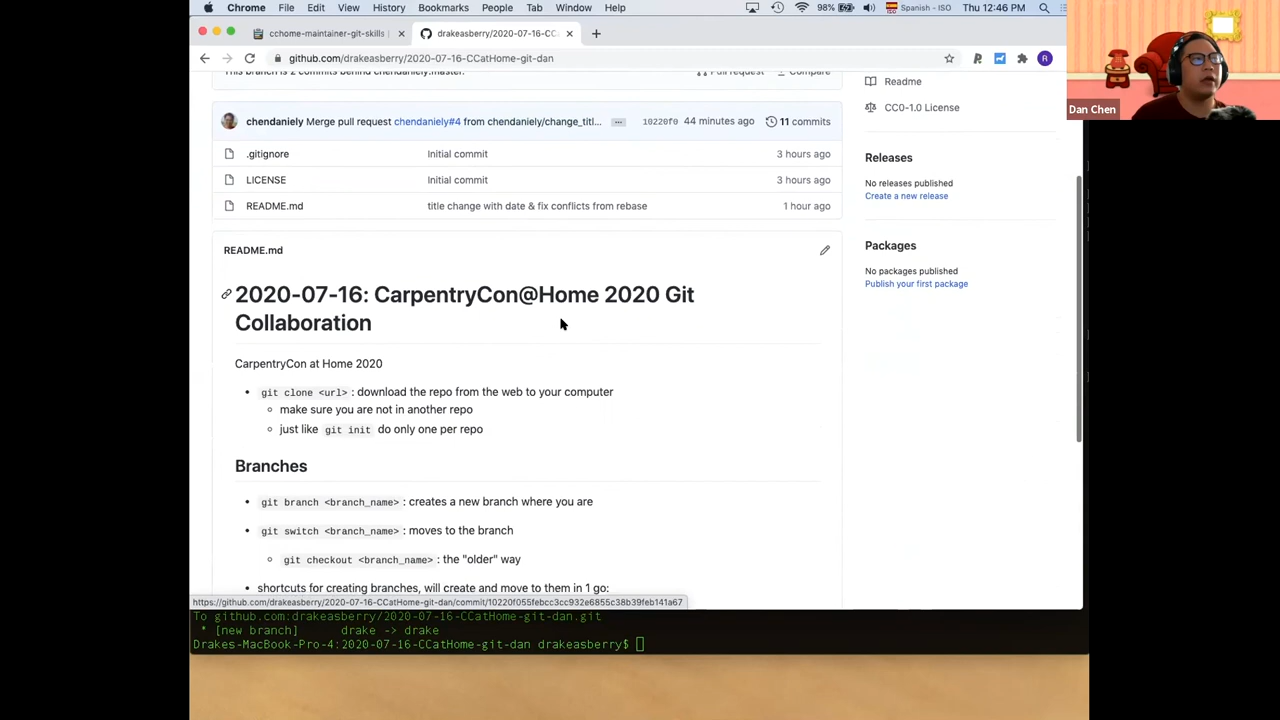 Chrome File Edit View History Bookmarks People Tab Window Help 98% Spanish - ISO Thu 12:46 PM
cchome-maintainer-git-skills drakeasberry/2020-07-16-CC
github.com/drakeasberry/2020-07-16-CCatHome-git-dan R
This branch is 2 commits behind chendaniely:master. Pull request Compare
Readme
CC0-1.0 License
chendaniely Merge pull request chendaniely#4 from chendaniely/change_titl... 10220f0 44 minutes ago 11 commits
.gitignore Initial commit 3 hours ago
LICENSE Initial commit 3 hours ago
README.md title change with date & fix conflicts from rebase 1 hour ago
Releases
No releases published
Create a new release
Packages
No packages published
Publish your first package
README.md
2020-07-16: CarpentryCon@Home 2020 Git
Collaboration
CarpentryCon at Home 2020
git clone <url> : download the repo from the web to your computer
make sure you are not in another repo
just like git init do only one per repo
Branches
git branch <branch_name> : creates a new branch where you are
git switch <branch_name> : moves to the branch
git checkout <branch_name> : the "older" way
shortcuts for creating branches, will create and move to them in 1 go:
https://github.com/drakeasberry/2020-07-16-CCatHome-git-dan/commit/10220f055febcc3cc932e6855c38b39feb141a67
To github.com:drakeasberry/2020-07-16-CCatHome-git-dan.git
* [new branch] drake -> drake
Drakes-MacBook-Pro-4:2020-07-16-CCatHome-git-dan drakeasberry$
Dan Chen